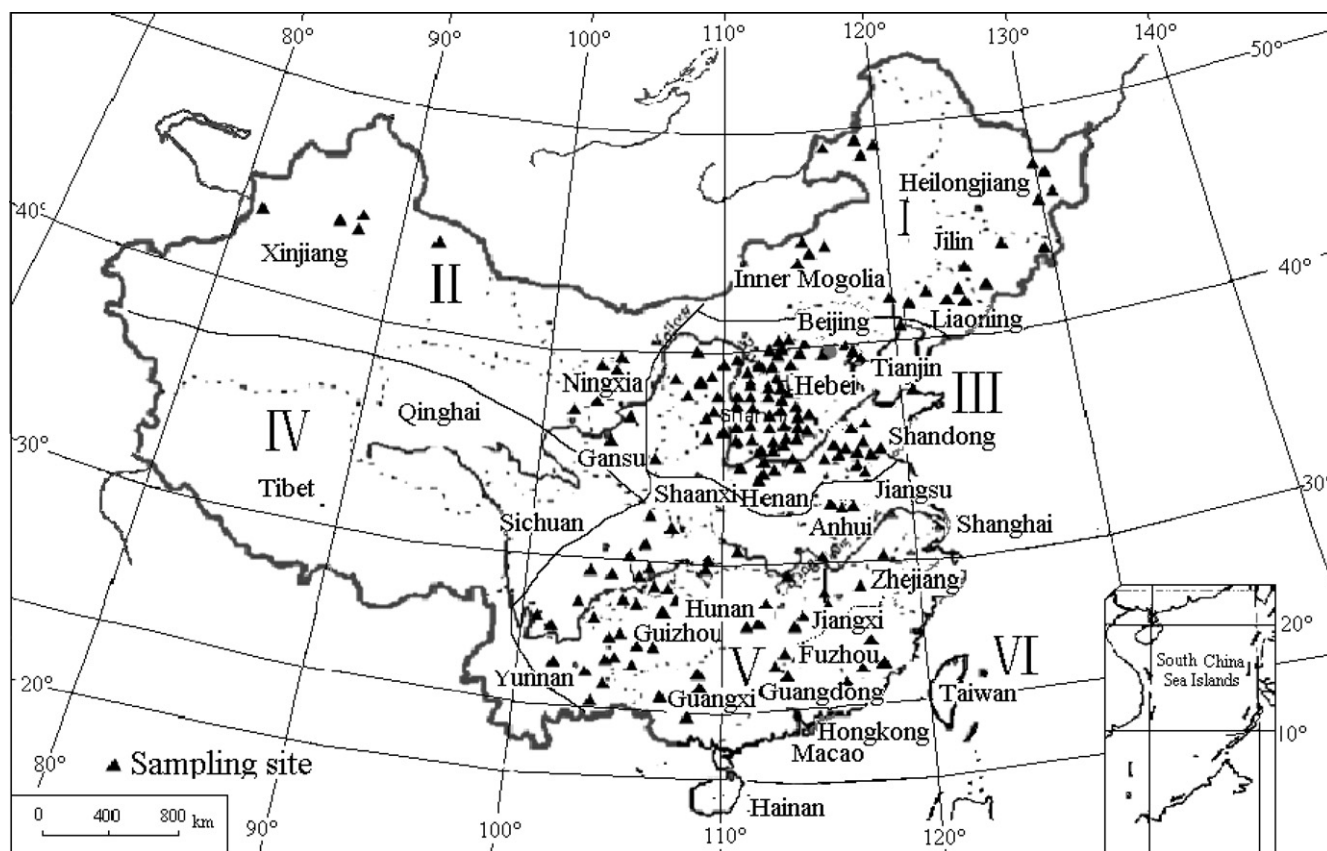 80° 90° 100° 110° 120° 130° 140°
50°
Heilongjiang
40°
I
Xinjiang
Jilin
II
Inner Mogolia
40°
Beijing
Liaoning
Tianjin
Ningxia
Hebei
III
Qinghai
IV
Shandong
30°
Gansu
Tibet
Shaanxi
Henan
Jiangsu
30°
Sichuan
Anhui
Shanghai
Zhejiang
Hunan
Jiangxi
Guizhou
20°
V
Fuzhou
VI
South China
Sea Islands
Yunnan
20°
Guangxi
Guangdong
Taiwan
Hongkong
10°
Macao
▲ Sampling site
80°
Hainan
0 400 800 km
90° 100° 110° 120°